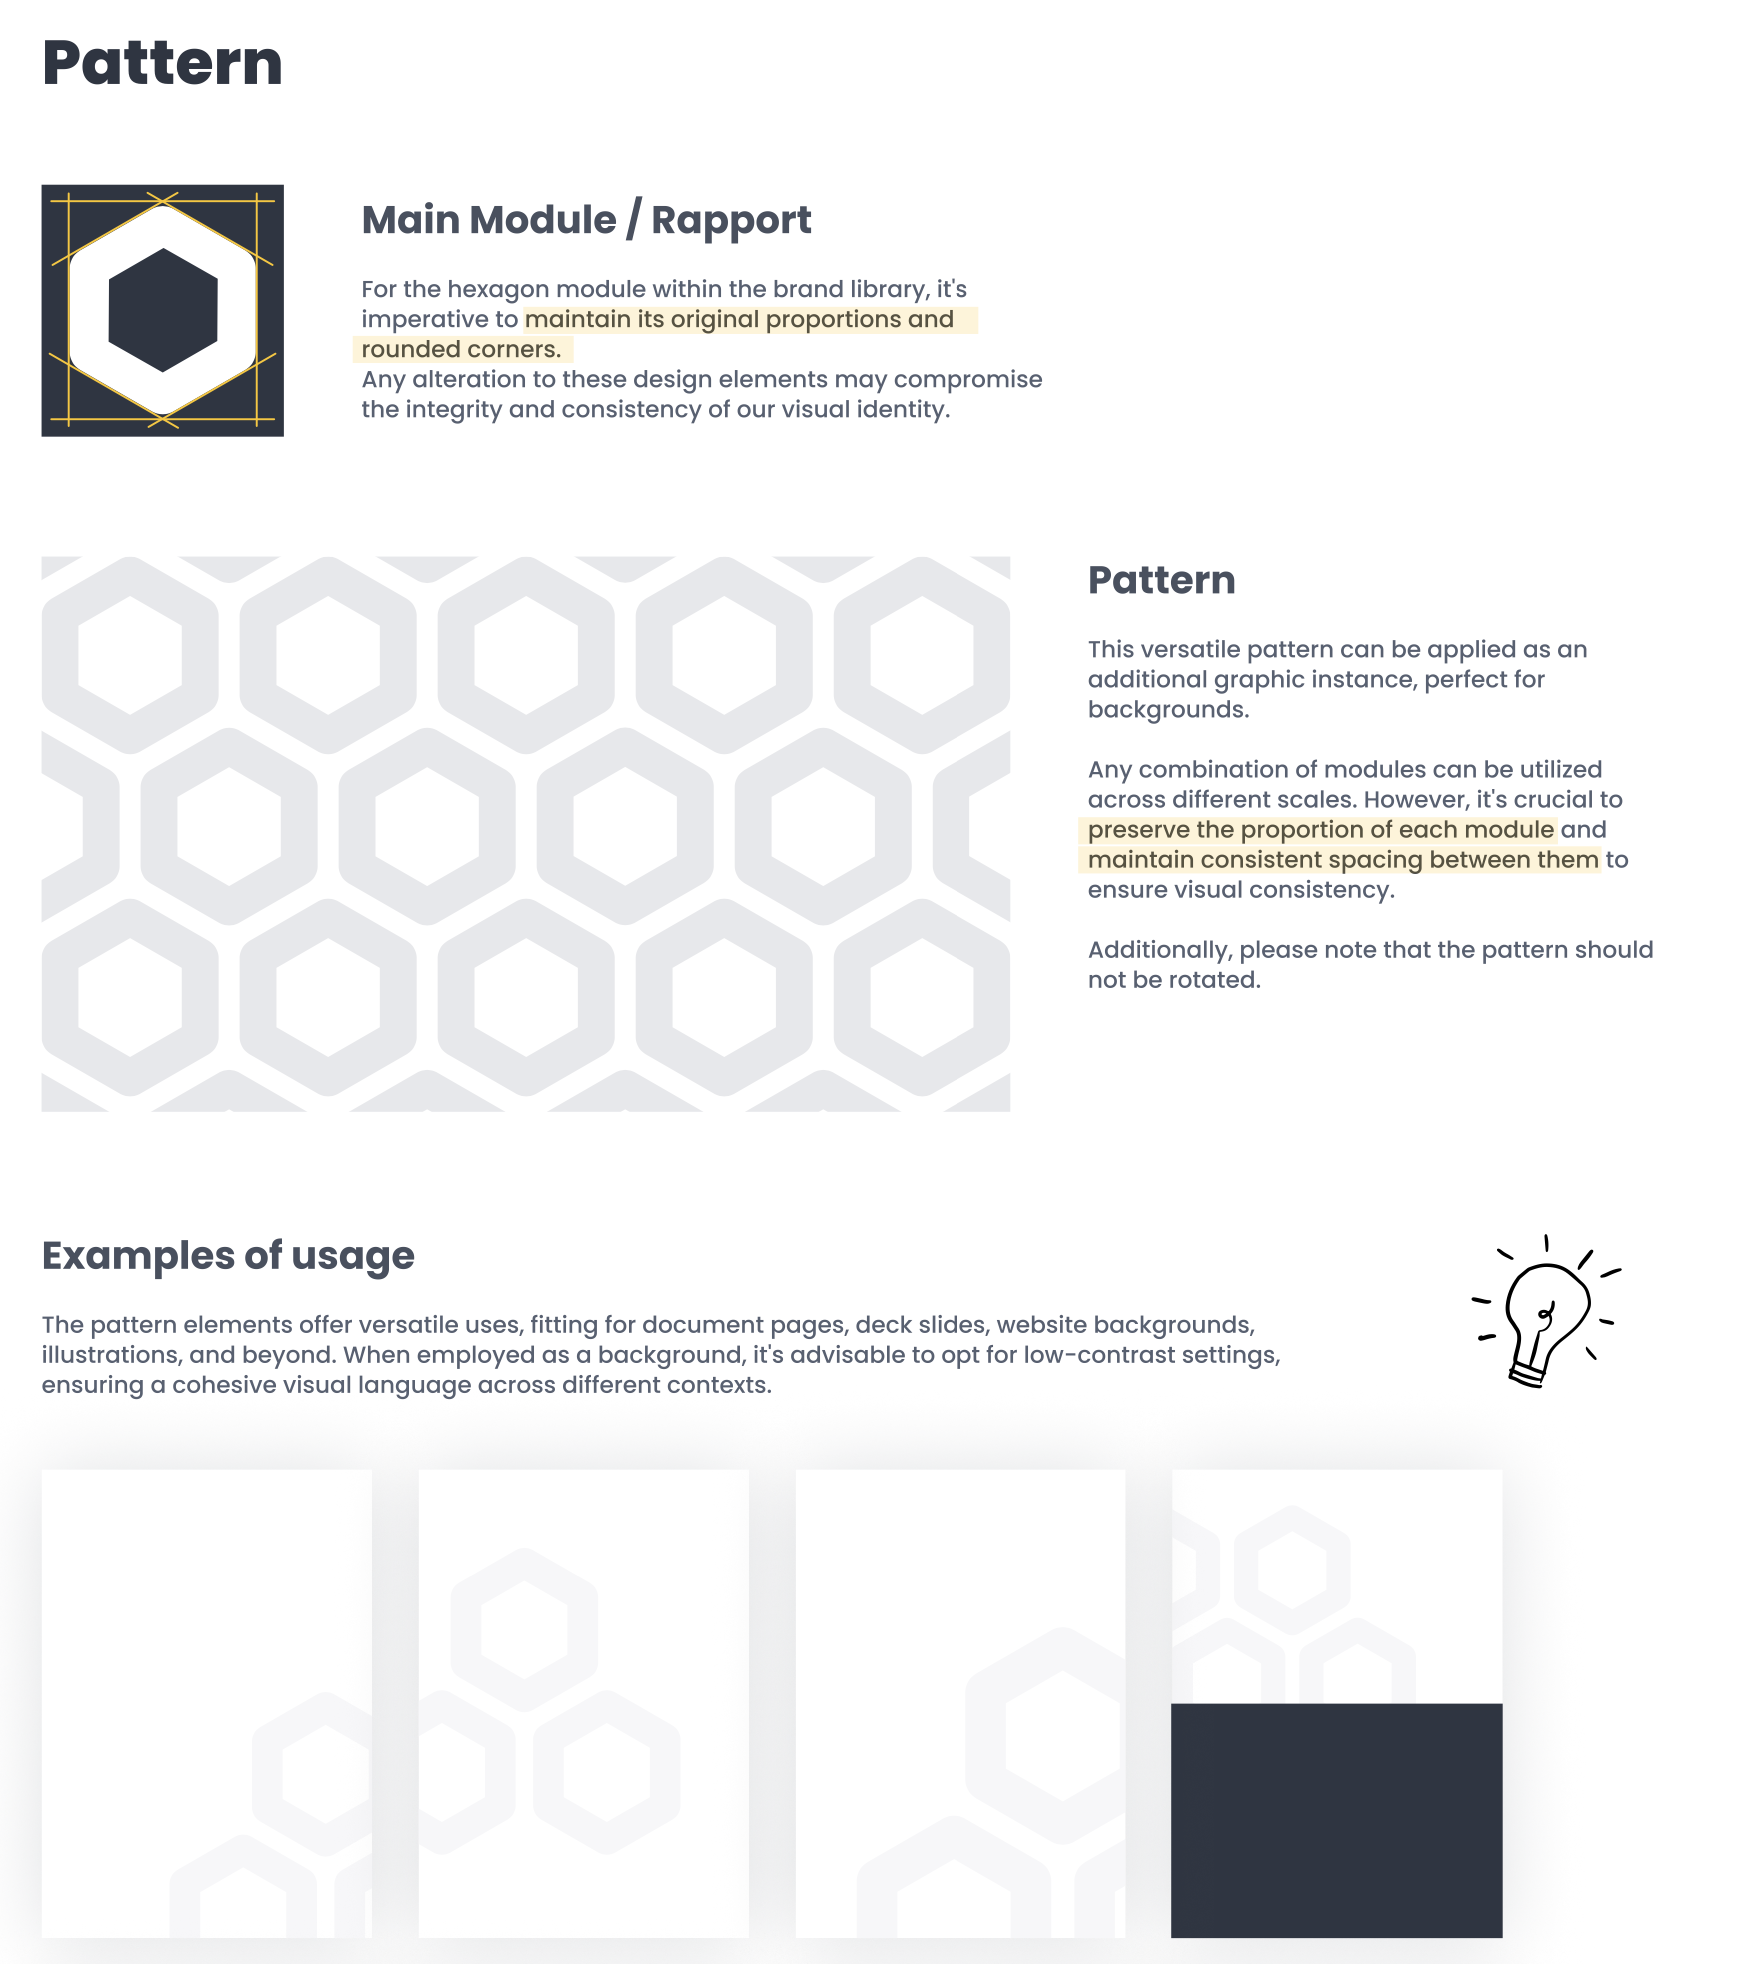 Pattern
Main Module / Rapport
For the hexagon module within the brand library, it's
imperative to maintain its original proportions and
rounded corners.
Any alteration to these design elements may compromise
the integrity and consistency of our visual identity.
Pattern
This versatile pattern can be applied as an
additional graphic instance, perfect for
backgrounds.
Any combination of modules can be utilized
across different scales. However, it's crucial to
preserve the proportion of each module and
maintain consistent spacing between them to
ensure visual consistency.
Additionally, please note that the pattern should
not be rotated.
Examples of usage
The pattern elements offer versatile uses, fitting for document pages, deck slides, website backgrounds,
illustrations, and beyond. When employed as a background, it's advisable to opt for low-contrast settings,
ensuring a cohesive visual language across different contexts.